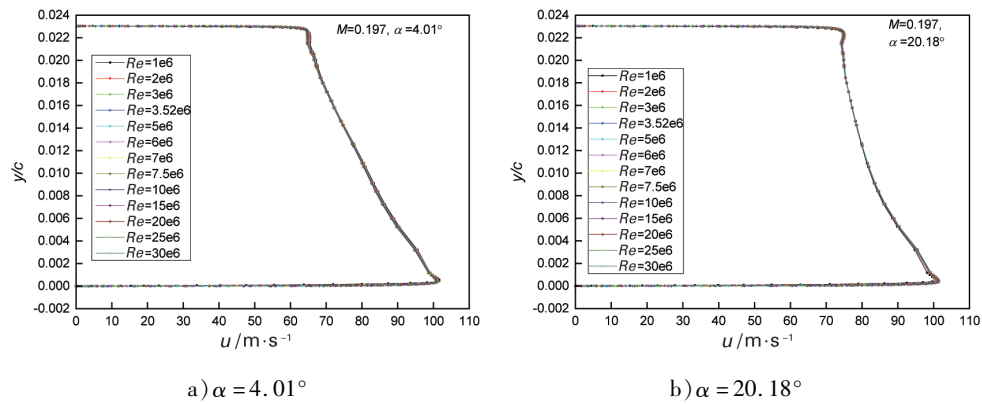 M=0.197, α=4.01°
Re=1e6
Re=2e6
Re=3e6
Re=3.52e6
Re=5e6
Re=6e6
Re=7e6
Re=7.5e6
Re=10e6
Re=15e6
Re=20e6
Re=25e6
Re=30e6
0.024
0.022
0.020
0.018
0.016
0.014
0.012
0.010
0.008
0.006
0.004
0.002
0.000
-0.002
y/c
0 10 20 30 40 50 60 70 80 90 100 110
u/m·s⁻¹
a)α=4.01°
M=0.197,
α=20.18°
Re=1e6
Re=2e6
Re=3e6
Re=3.52e6
Re=5e6
Re=6e6
Re=7e6
Re=7.5e6
Re=10e6
Re=15e6
Re=20e6
Re=25e6
Re=30e6
0.024
0.022
0.020
0.018
0.016
0.014
0.012
0.010
0.008
0.006
0.004
0.002
0.000
-0.002
y/c
0 10 20 30 40 50 60 70 80 90 100 110
u/m·s⁻¹
b)α=20.18°